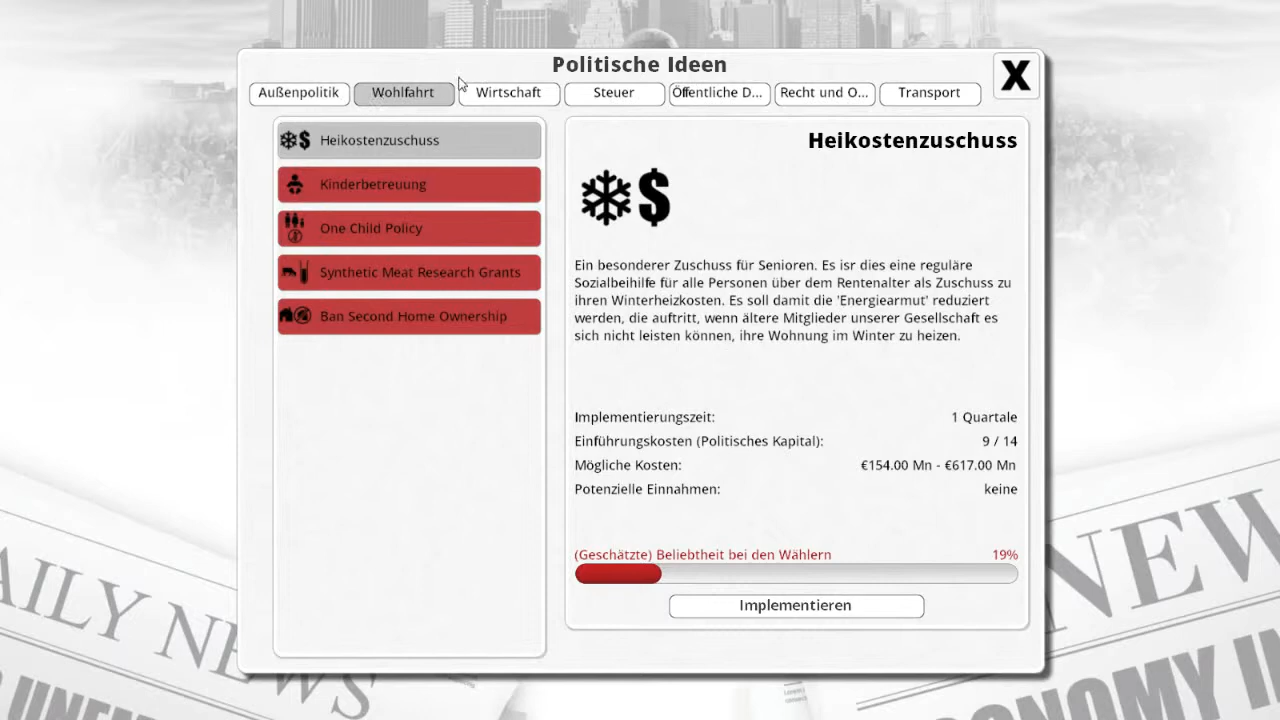 Politische Ideen
X
Außenpolitik
Wohlfahrt
Wirtschaft
Steuer
Öffentliche D...
Recht und O...
Transport
Heikostenzuschuss
Kinderbetreuung
One Child Policy
Synthetic Meat Research Grants
Ban Second Home Ownership
Heikostenzuschuss
Ein besonderer Zuschuss für Senioren. Es isr dies eine reguläre
Sozialbeihilfe für alle Personen über dem Rentenalter als Zuschuss zu
ihren Winterheizkosten. Es soll damit die 'Energiearmut' reduziert
werden, die auftritt, wenn ältere Mitglieder unserer Gesellschaft es
sich nicht leisten können, ihre Wohnung im Winter zu heizen.
Implementierungszeit: 1 Quartale
Einführungskosten (Politisches Kapital): 9 / 14
Mögliche Kosten: €154.00 Mn - €617.00 Mn
Potenzielle Einnahmen: keine
(Geschätzte) Beliebtheit bei den Wählern 19%
Implementieren
AILY NEWS
NEW
ONOMY IN